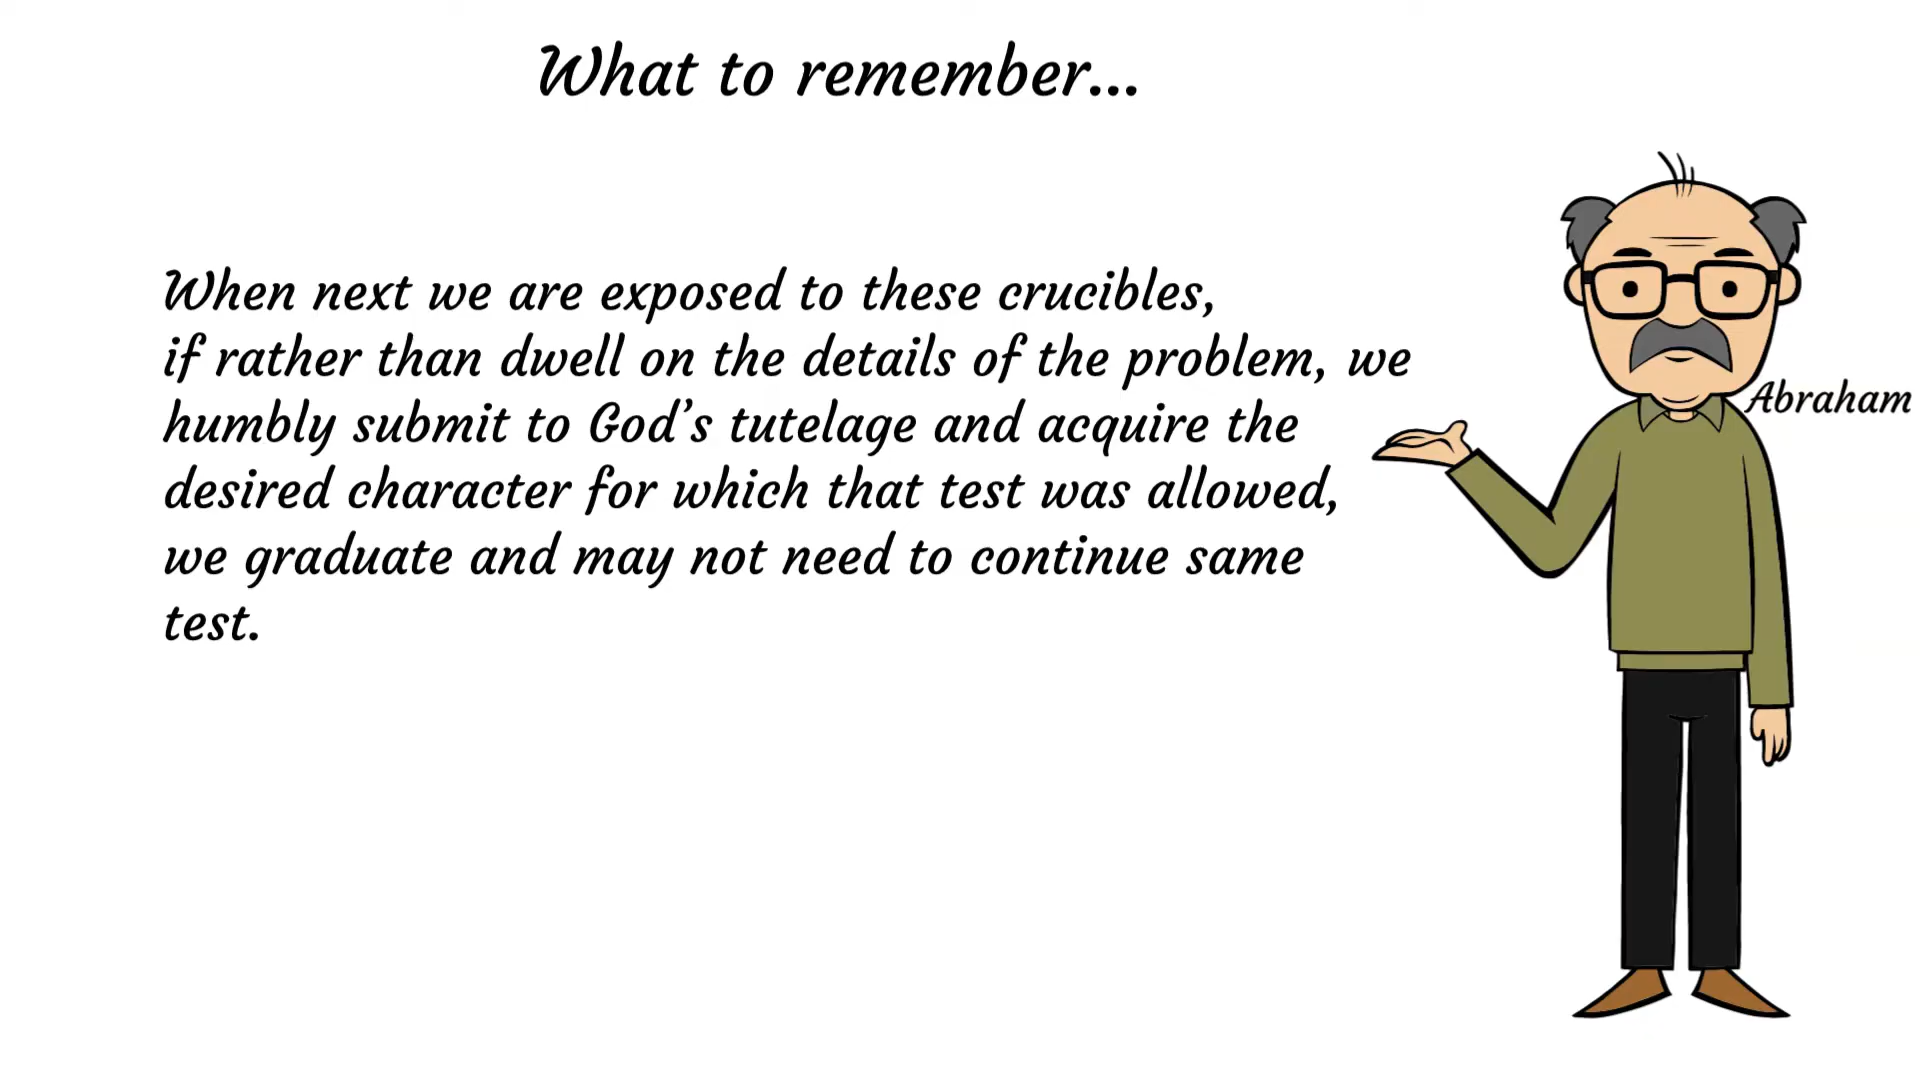 What to remember...
When next we are exposed to these crucibles,
if rather than dwell on the details of the problem, we
humbly submit to God’s tutelage and acquire the
desired character for which that test was allowed,
we graduate and may not need to continue same
test.
Abraham